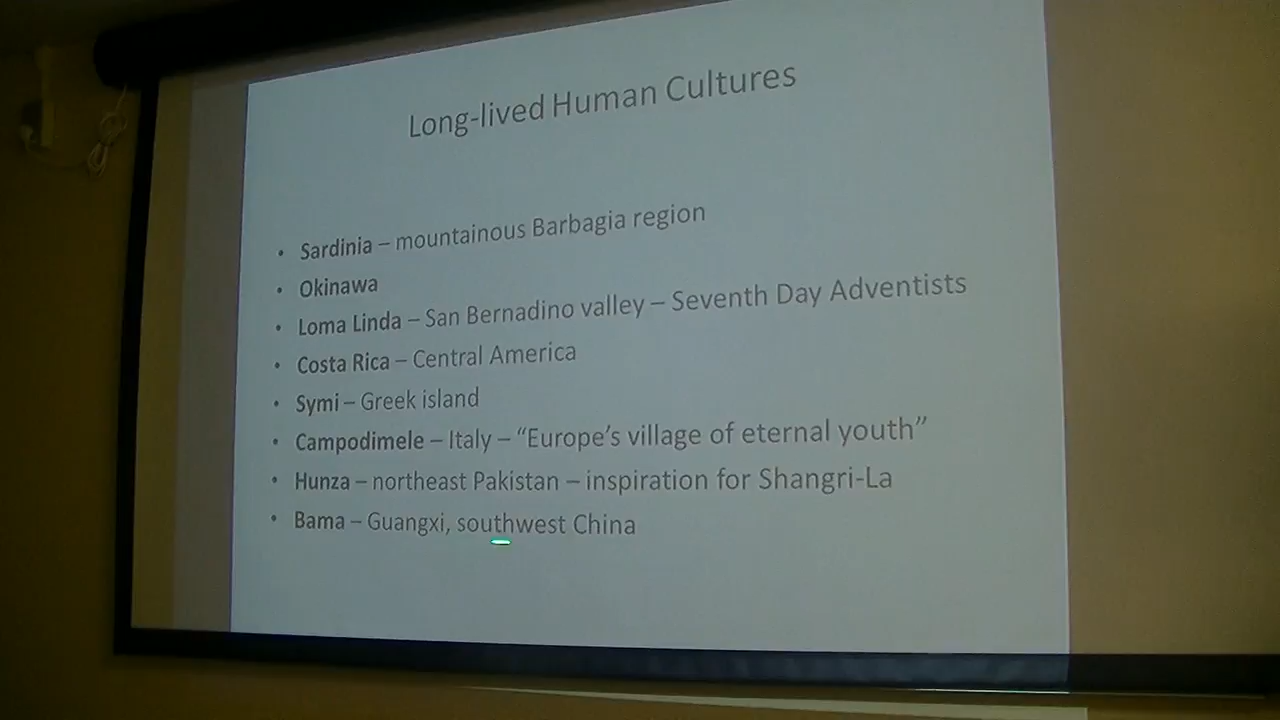 Long-lived Human Cultures
• Sardinia – mountainous Barbagia region
• Okinawa
• Loma Linda – San Bernadino valley – Seventh Day Adventists
• Costa Rica – Central America
• Symi – Greek island
• Campodimele – Italy – “Europe’s village of eternal youth”
• Hunza – northeast Pakistan – inspiration for Shangri-La
• Bama – Guangxi, southwest China